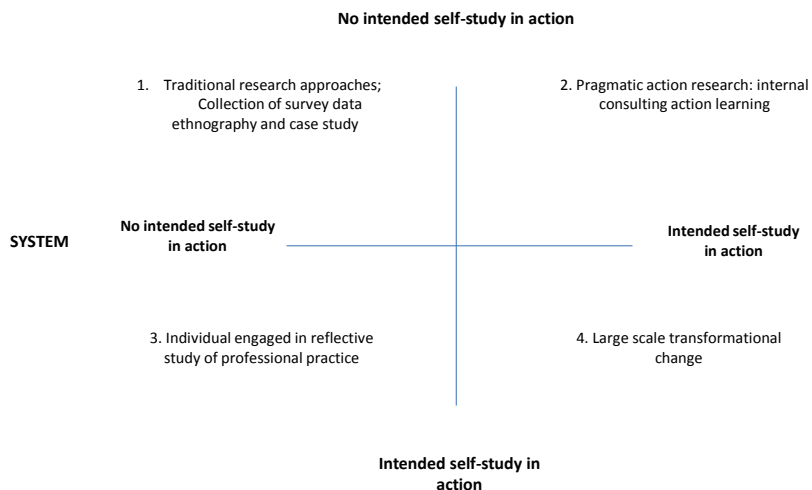 No intended self-study in action
1. Traditional research approaches;
Collection of survey data
ethnography and case study
2. Pragmatic action research: internal
consulting action learning
SYSTEM
No intended self-study
in action
Intended self-study
in action
3. Individual engaged in reflective
study of professional practice
4. Large scale transformational
change
Intended self-study in
action